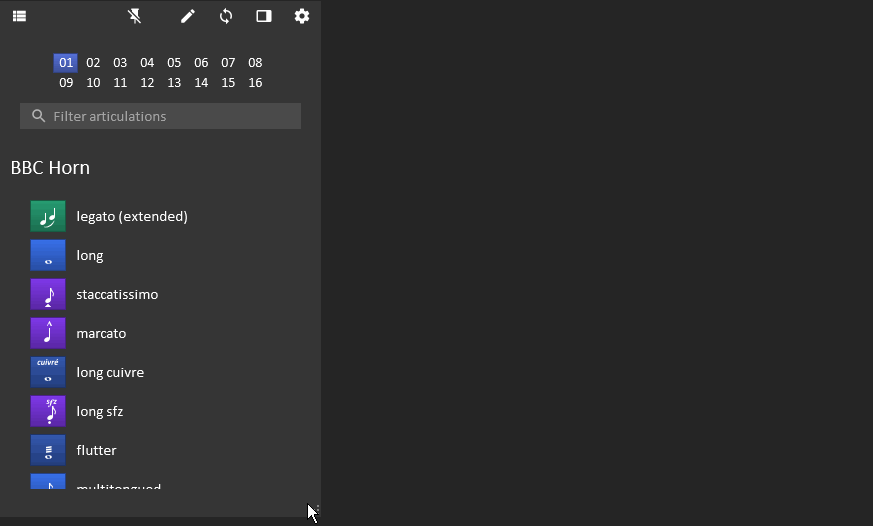 01 02 03 04 05 06 07 08
09 10 11 12 13 14 15 16
Filter articulations
BBC Horn
legato (extended)
long
staccatissimo
marcato
cuivré
long cuivre
sfz
long sfz
flutter
multitongued